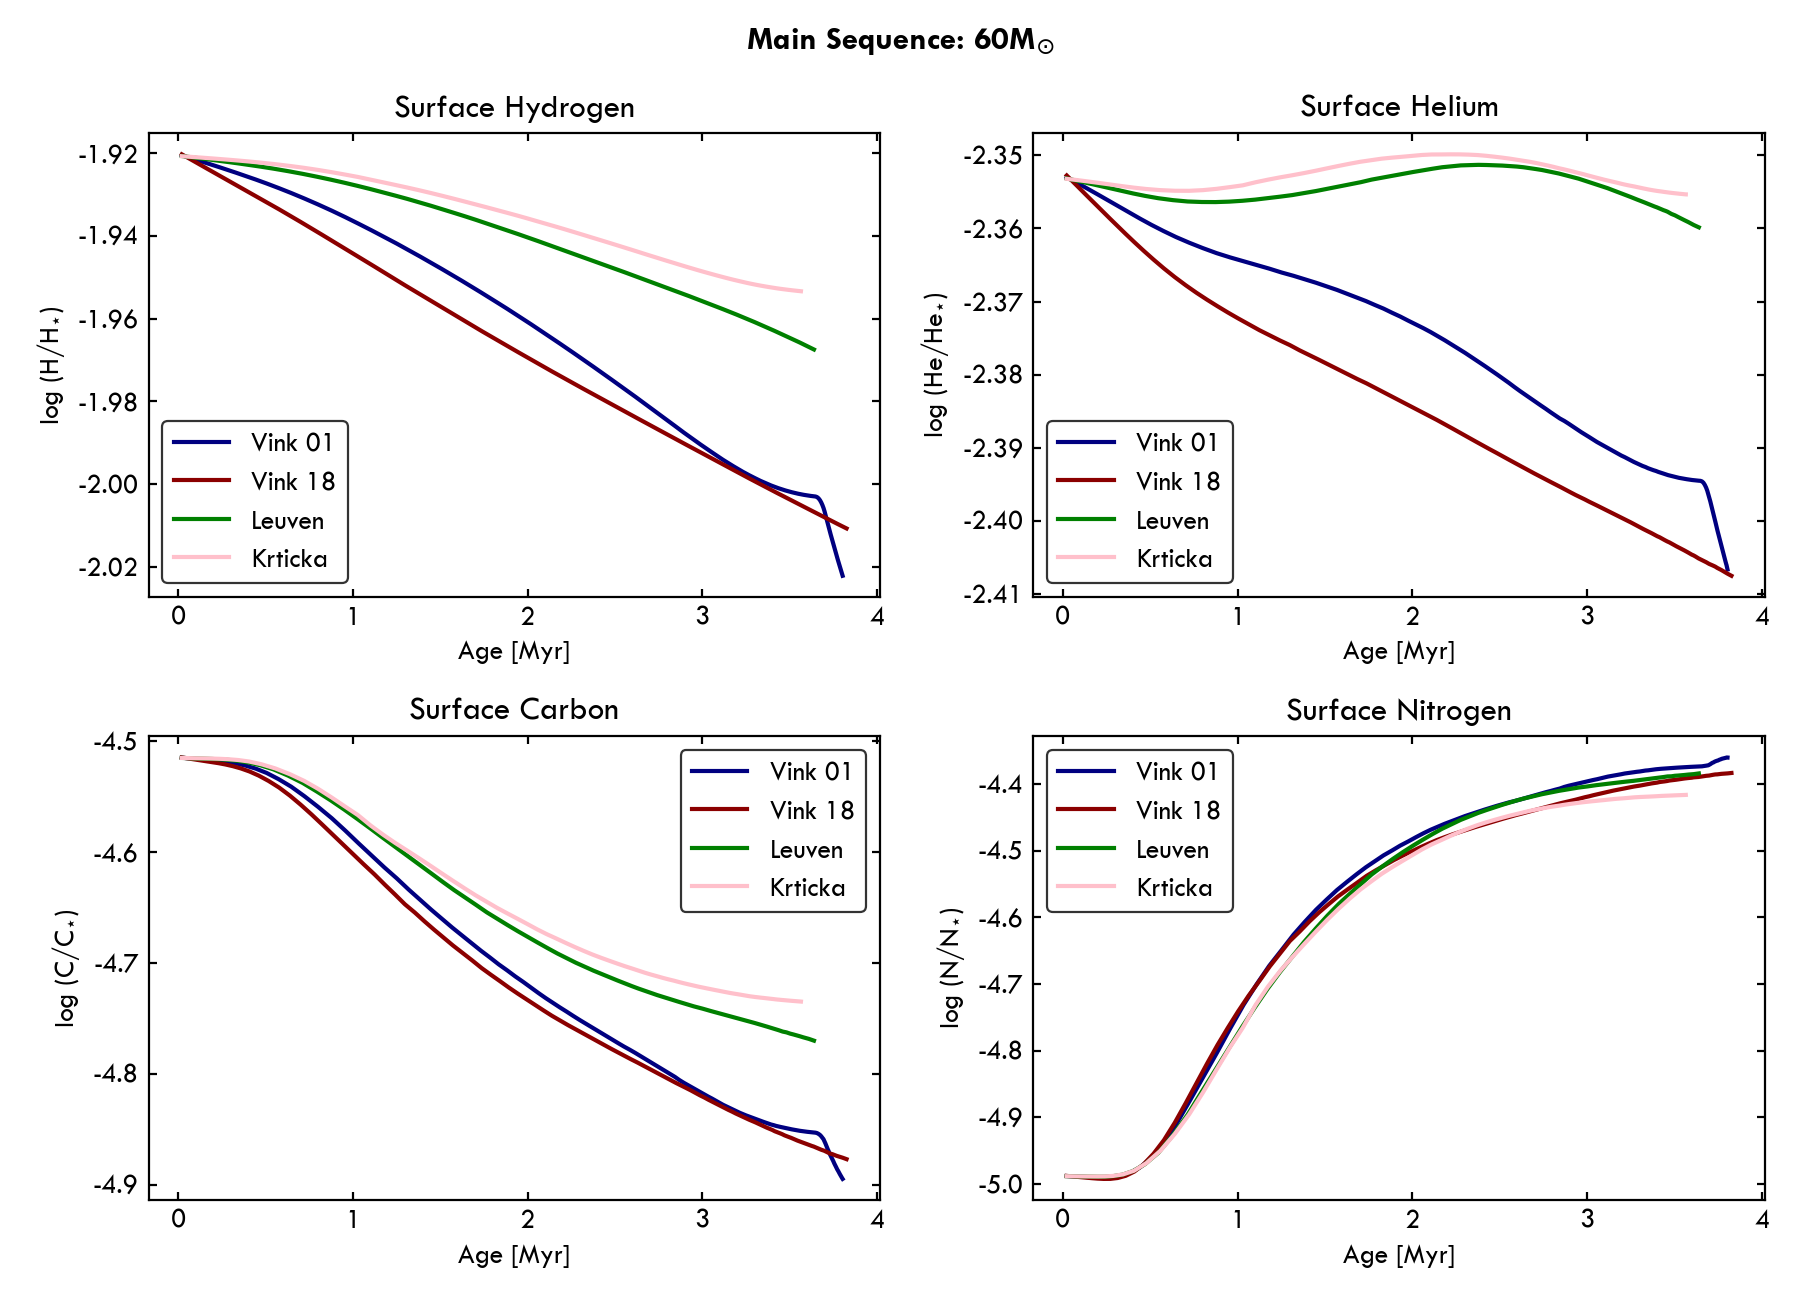 Main Sequence: 60M☉
Surface Hydrogen
log (H/H⋆)
-1.92
-1.94
-1.96
-1.98
-2.00
-2.02
Vink 01
Vink 18
Leuven
Krticka
0 1 2 3 4
Age [Myr]
Surface Helium
log (He/He⋆)
-2.35
-2.36
-2.37
-2.38
-2.39
-2.40
-2.41
Vink 01
Vink 18
Leuven
Krticka
0 1 2 3 4
Age [Myr]
Surface Carbon
log (C/C⋆)
-4.5
-4.6
-4.7
-4.8
-4.9
Vink 01
Vink 18
Leuven
Krticka
0 1 2 3 4
Age [Myr]
Surface Nitrogen
log (N/N⋆)
-4.4
-4.5
-4.6
-4.7
-4.8
-4.9
-5.0
Vink 01
Vink 18
Leuven
Krticka
0 1 2 3 4
Age [Myr]